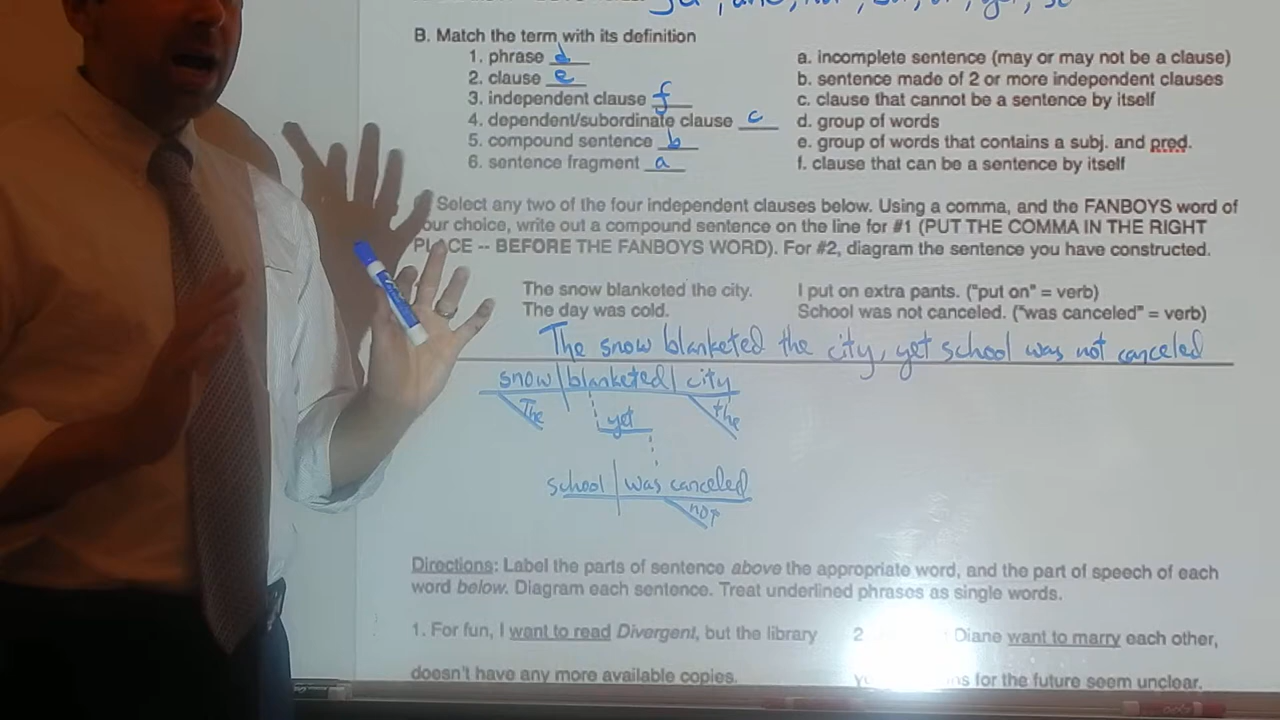 B. Match the term with its definition
1. phrase d
2. clause e
3. independent clause f
4. dependent/subordinate clause c
5. compound sentence b
6. sentence fragment a
a. incomplete sentence (may or may not be a clause)
b. sentence made of 2 or more independent clauses
c. clause that cannot be a sentence by itself
d. group of words
e. group of words that contains a subj. and pred.
f. clause that can be a sentence by itself
Select any two of the four independent clauses below. Using a comma, and the FANBOYS word of
our choice, write out a compound sentence on the line for #1 (PUT THE COMMA IN THE RIGHT
PLACE -- BEFORE THE FANBOYS WORD). For #2, diagram the sentence you have constructed.
The snow blanketed the city. I put on extra pants. ("put on" = verb)
The day was cold. School was not canceled. ("was canceled" = verb)
The snow blanketed the city, yet school was not canceled
snow blanketed city
The the
yet
school was canceled
not
Directions: Label the parts of sentence above the appropriate word, and the part of speech of each
word below. Diagram each sentence. Treat underlined phrases as single words.
1. For fun, I want to read Divergent, but the library
doesn't have any more available copies.
2 Diane want to marry each other,
for the future seem unclear.